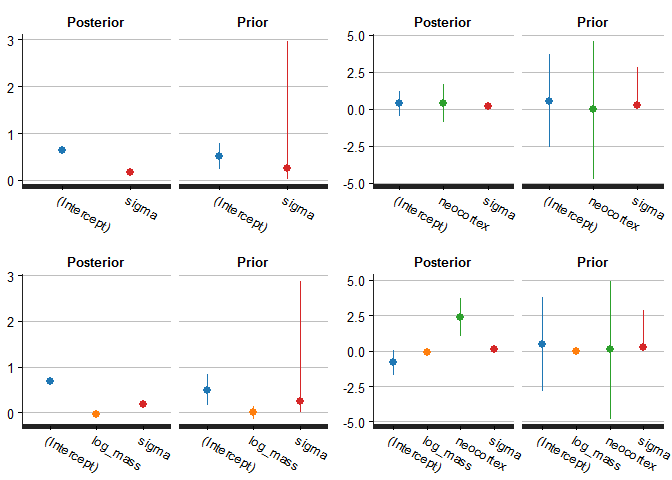 Posterior Prior
3
2
1
0
(Intercept) sigma (Intercept) sigma
Posterior Prior
5.0
2.5
0.0
-2.5
-5.0
(Intercept) neocortex sigma (Intercept) neocortex sigma
Posterior Prior
3
2
1
0
(Intercept) log_mass sigma (Intercept) log_mass sigma
Posterior Prior
5.0
2.5
0.0
-2.5
-5.0
(Intercept) log_mass neocortex sigma (Intercept) log_mass neocortex sigma